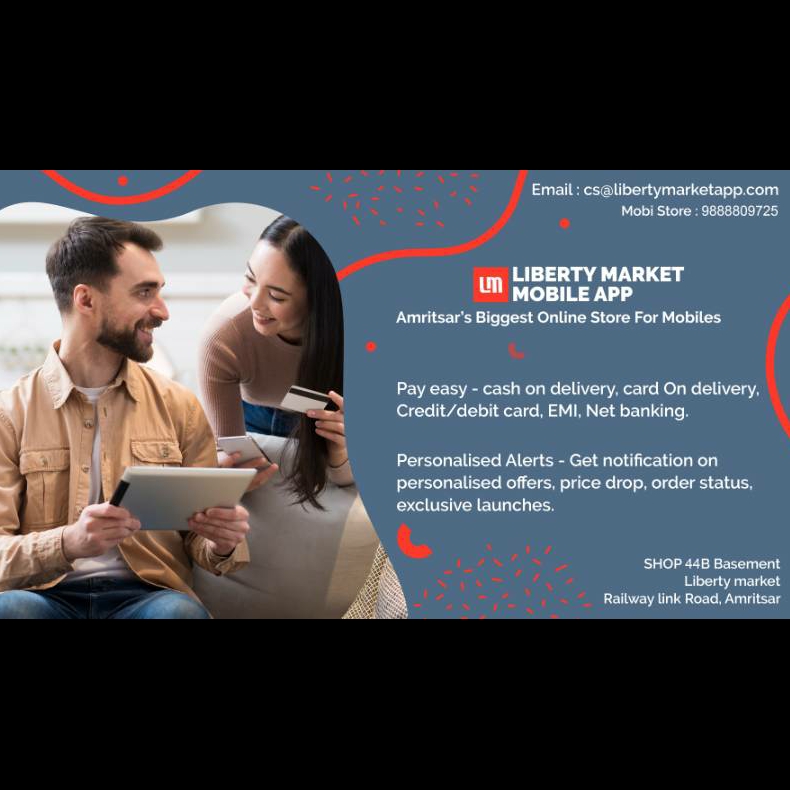 Email : cs@libertymarketapp.com
Mobi Store : 9888809725
LM LIBERTY MARKET
MOBILE APP
Amritsar's Biggest Online Store For Mobiles
Pay easy - cash on delivery, card On delivery,
Credit/debit card, EMI, Net banking.
Personalised Alerts - Get notification on
personalised offers, price drop, order status,
exclusive launches.
SHOP 44B Basement
Liberty market
Railway link Road, Amritsar